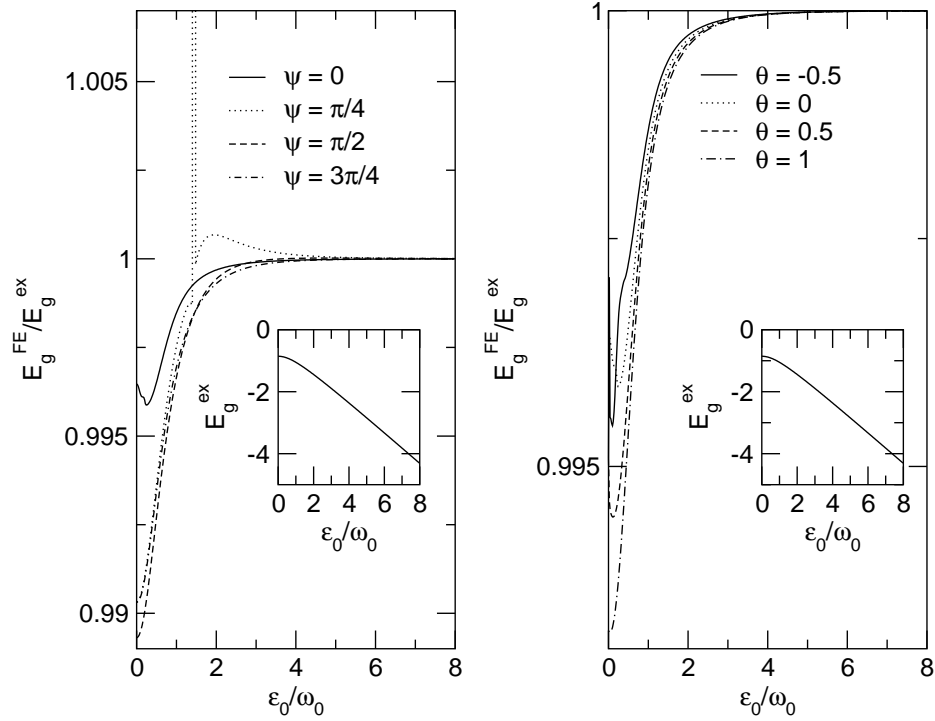 1.005
1
0.995
0.99
E_g^FE/E_g^ex
ψ = 0
ψ = π/4
ψ = π/2
ψ = 3π/4
0
-2
-4
E_g^ex
0 2 4 6 8
ε_0/ω_0
0 2 4 6 8
ε_0/ω_0
1
0.995
E_g^FE/E_g^ex
θ = -0.5
θ = 0
θ = 0.5
θ = 1
0
-2
-4
E_g^ex
0 2 4 6 8
ε_0/ω_0
0 2 4 6 8
ε_0/ω_0